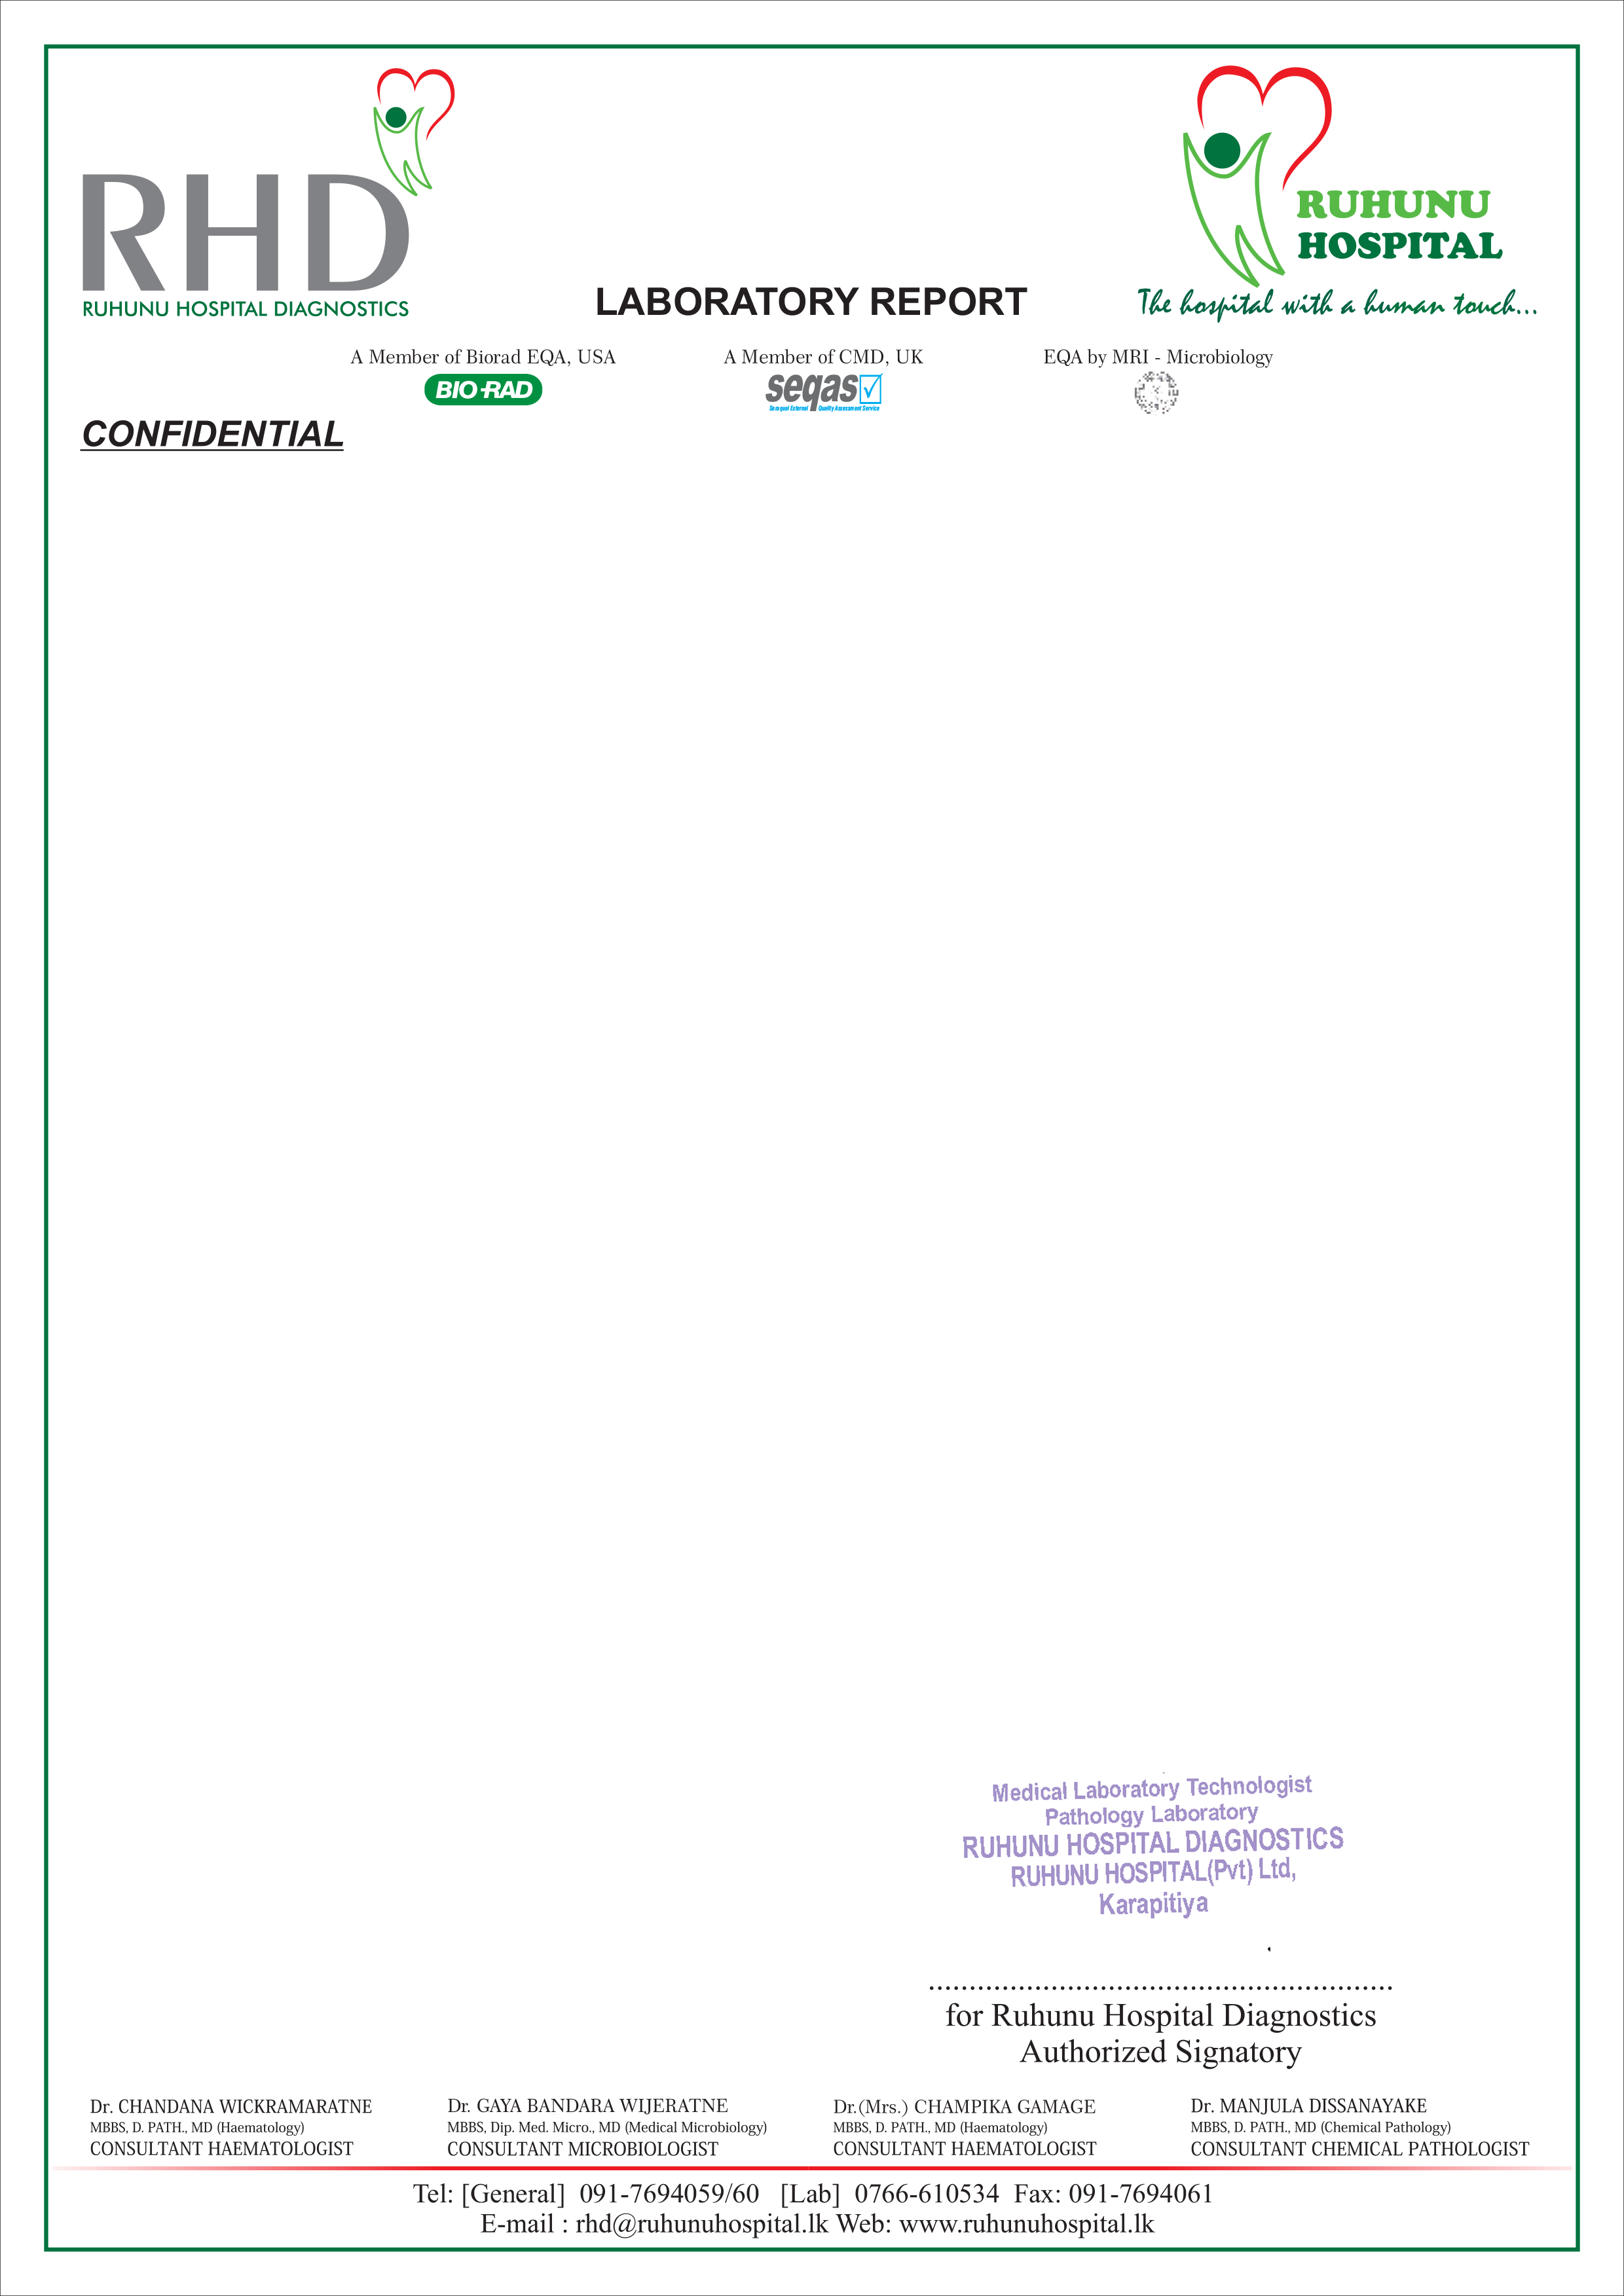 RHD
RUHUNU HOSPITAL DIAGNOSTICS
RUHUNU
HOSPITAL
The hospital with a human touch...
LABORATORY REPORT
A Member of Biorad EQA, USA
BIO-RAD
A Member of CMD, UK
seqas
Quality Assessment Service
EQA by MRI - Microbiology
CONFIDENTIAL
Medical Laboratory Technologist
Pathology Laboratory
RUHUNU HOSPITAL DIAGNOSTICS
RUHUNU HOSPITAL(Pvt) Ltd,
Karapitiya
for Ruhunu Hospital Diagnostics
Authorized Signatory
Dr. CHANDANA WICKRAMARATNE
MBBS, D. PATH., MD (Haematology)
CONSULTANT HAEMATOLOGIST
Dr. GAYA BANDARA WIJERATNE
MBBS, Dip. Med. Micro., MD (Medical Microbiology)
CONSULTANT MICROBIOLOGIST
Dr.(Mrs.) CHAMPIKA GAMAGE
MBBS, D. PATH., MD (Haematology)
CONSULTANT HAEMATOLOGIST
Dr. MANJULA DISSANAYAKE
MBBS, D. PATH., MD (Chemical Pathology)
CONSULTANT CHEMICAL PATHOLOGIST
Tel: [General] 091-7694059/60 [Lab] 0766-610534 Fax: 091-7694061
E-mail : rhd@ruhunuhospital.lk Web: www.ruhunuhospital.lk